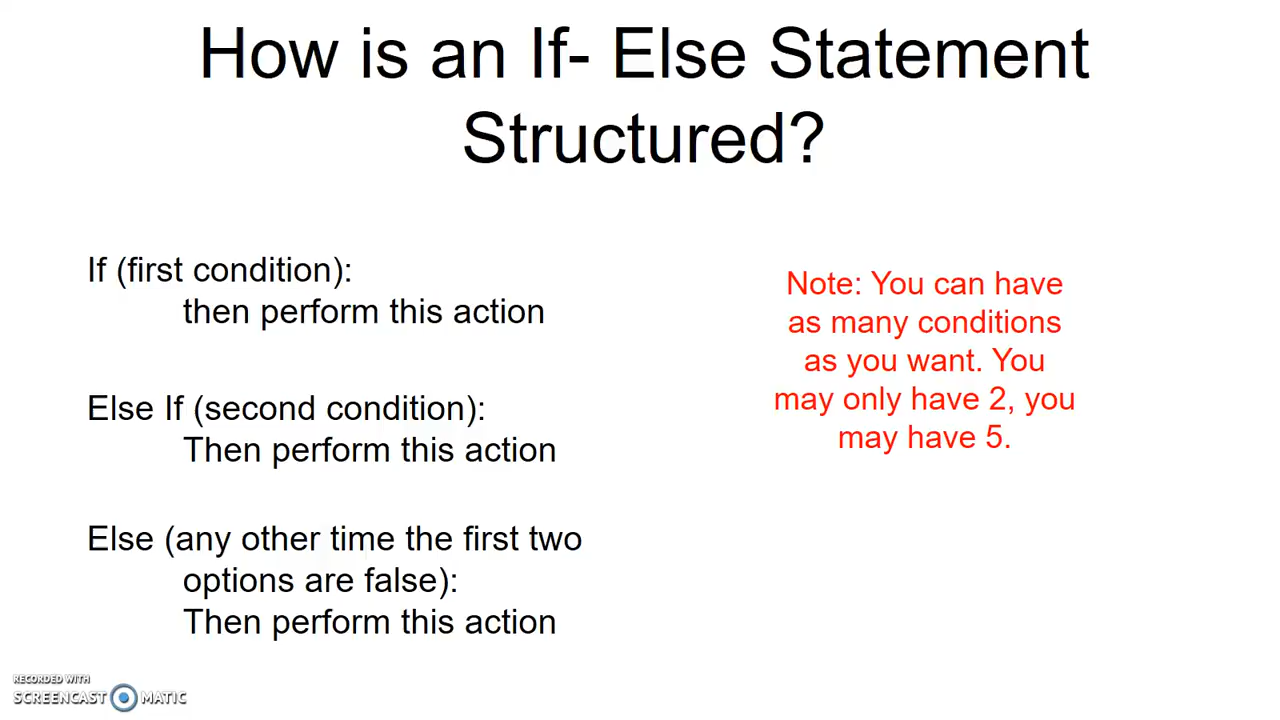 How is an If- Else Statement
Structured?
If (first condition):
then perform this action
Else If (second condition):
Then perform this action
Else (any other time the first two
options are false):
Then perform this action
Note: You can have
as many conditions
as you want. You
may only have 2, you
may have 5.
RECORDED WITH
SCREENCAST MATIC